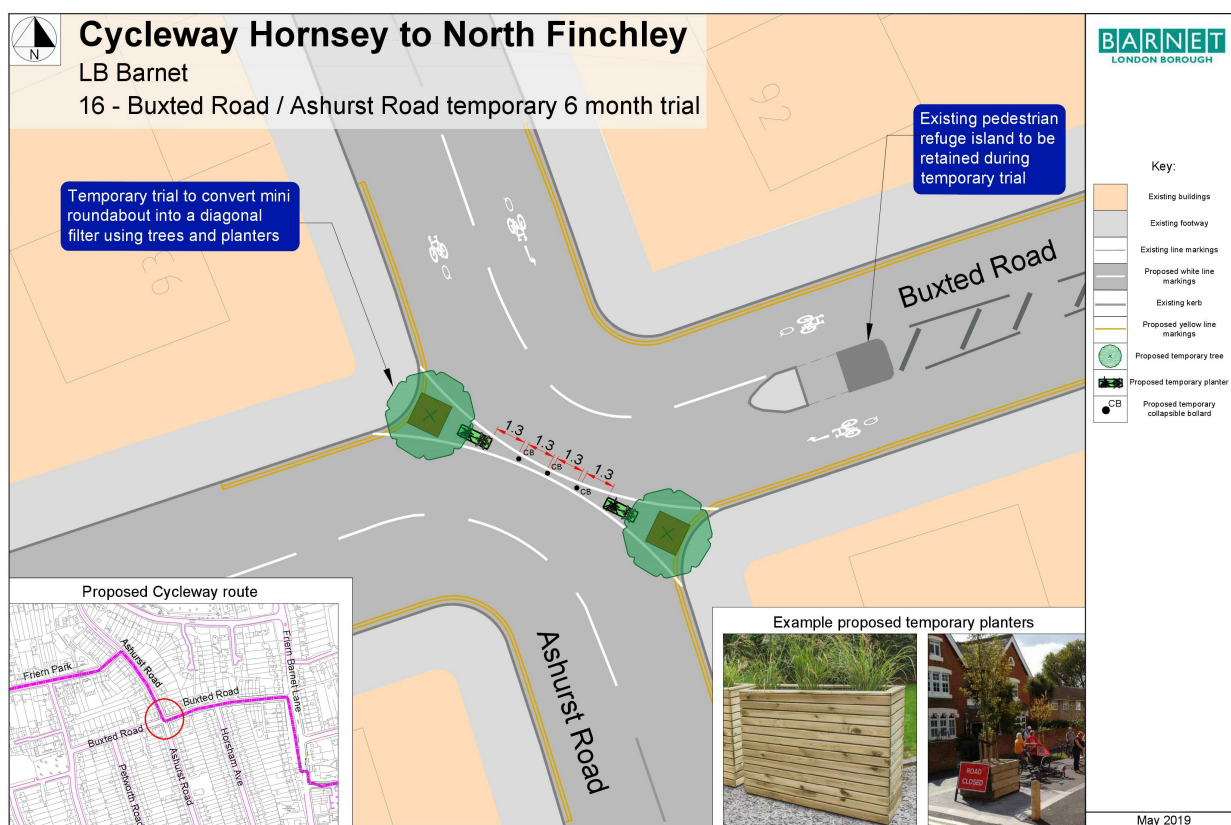 N
Cycleway Hornsey to North Finchley
LB Barnet
16 - Buxted Road / Ashurst Road temporary 6 month trial
BARNET
LONDON BOROUGH
92
Existing pedestrian
refuge island to be
retained during
temporary trial
Temporary trial to convert mini
roundabout into a diagonal
filter using trees and planters
93
Buxted Road
1.3
1.3
1.3
1.3
CB
CB
Ashurst Road
Key:
Existing buildings
Existing footway
Existing line markings
Proposed white line
markings
Existing kerb
Proposed yellow line
markings
Proposed temporary tree
Proposed temporary planter
CB
Proposed temporary
collapsible bollard
Proposed Cycleway route
Friern Park
Ashurst Road
Buxted Road
Friern Barnet Lane
Buxted Road
Petworth Road
Ashurst Road
Horsham Ave
Example proposed temporary planters
ROAD
CLOSED
May 2019